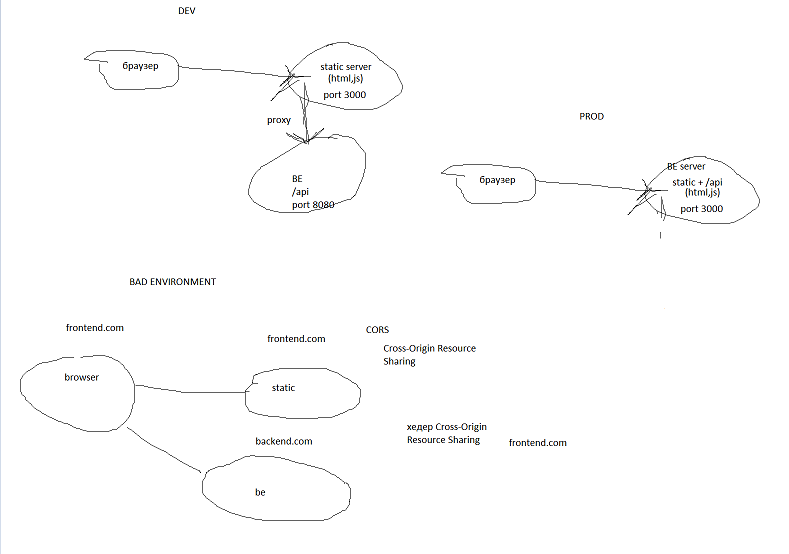 DEV
браузер
static server
(html,js)
port 3000
proxy
BE
/api
port 8080
PROD
браузер
BE server
static + /api
(html,js)
port 3000
BAD ENVIRONMENT
frontend.com
browser
frontend.com
static
CORS
Cross-Origin Resource
Sharing
backend.com
be
хедер Cross-Origin
Resource Sharing
frontend.com